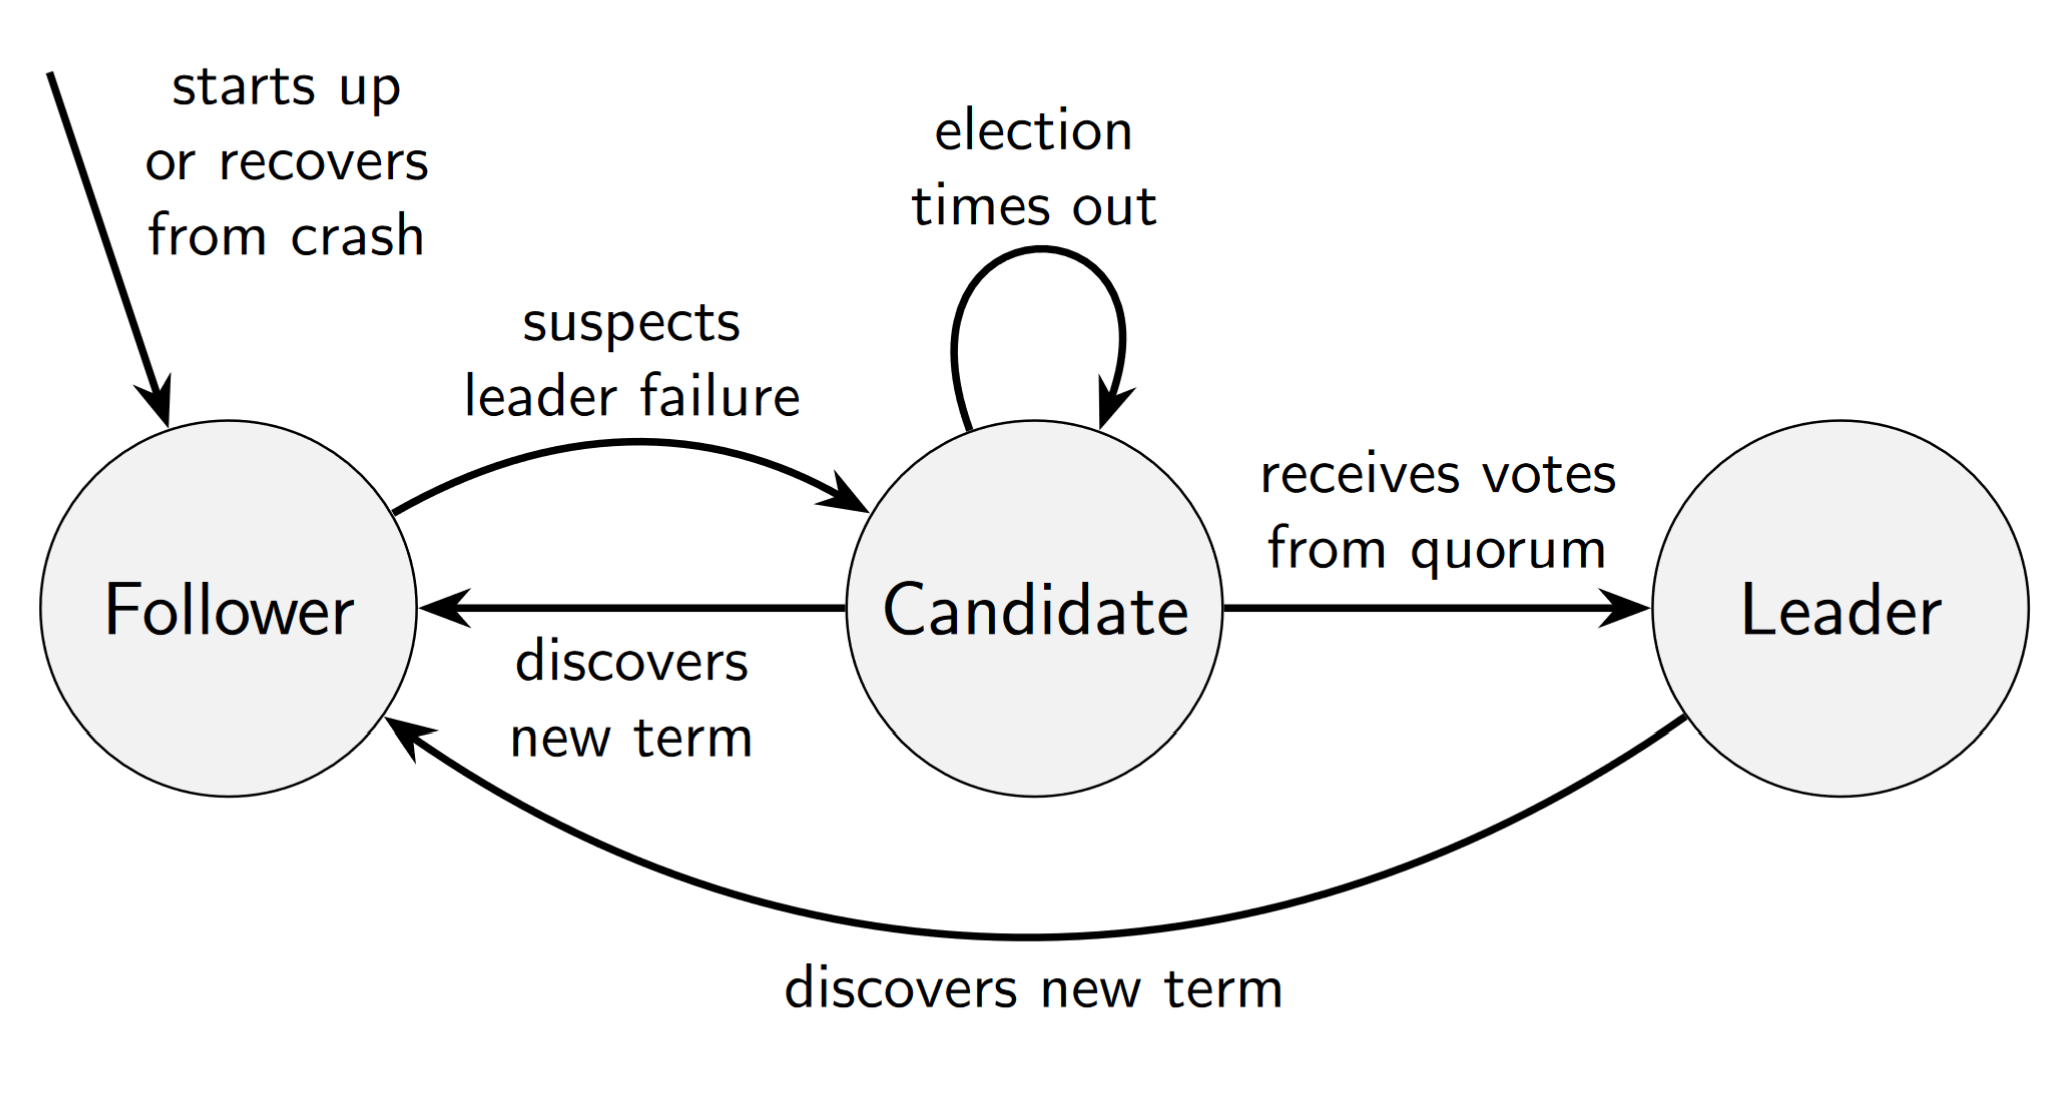 starts up
or recovers
from crash
election
times out
suspects
leader failure
receives votes
from quorum
Follower
Candidate
Leader
discovers
new term
discovers new term